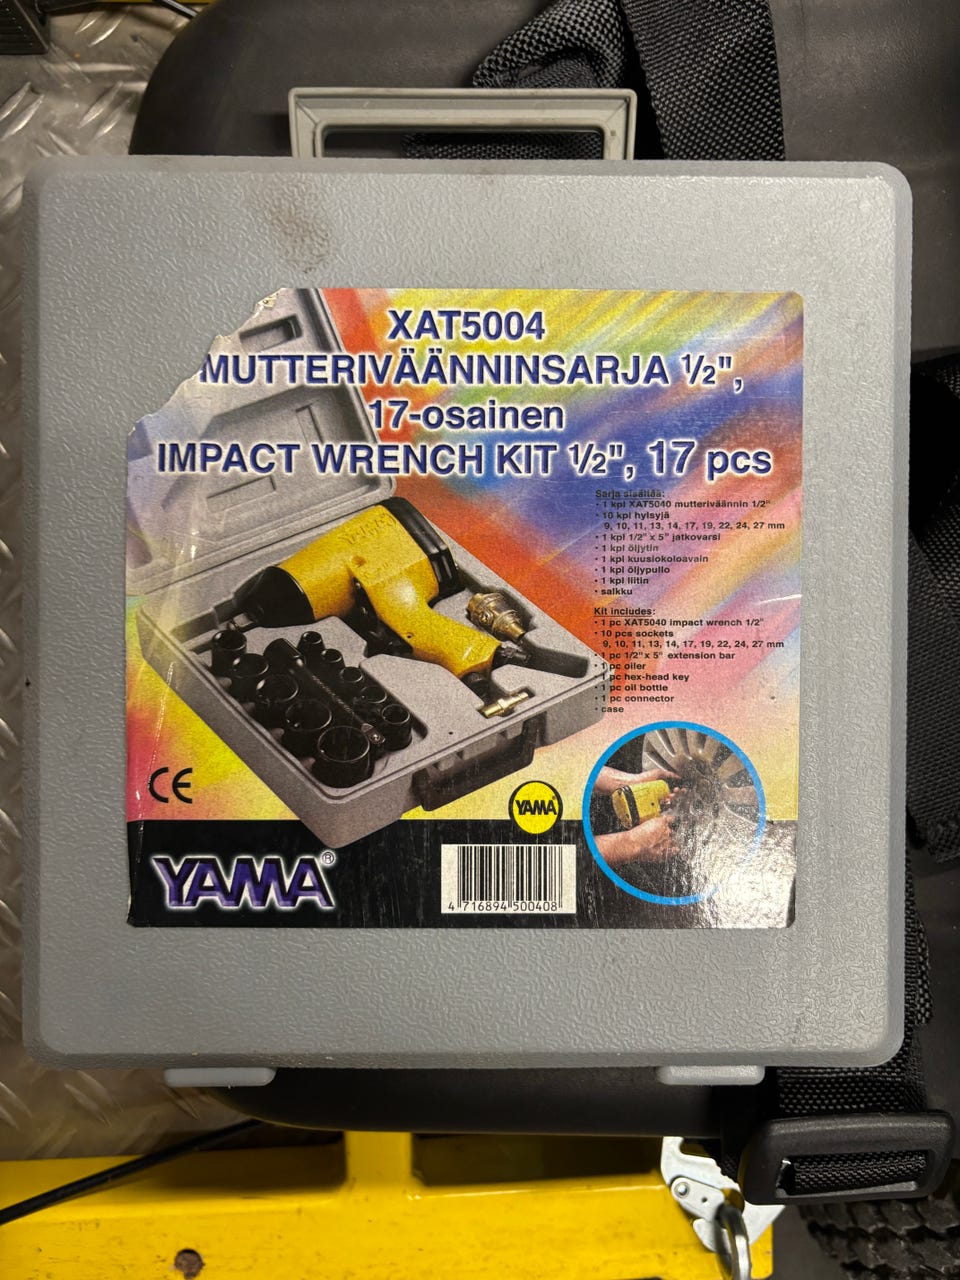 XAT5004
MUTTERIVÄÄNNINSARJA ½",
17-osainen
IMPACT WRENCH KIT ½", 17 pcs
Sarja sisältää:
• 1 kpl XAT5040 mutteriväännin 1/2"
• 10 kpl hylsyjä
9, 10, 11, 13, 14, 17, 19, 22, 24, 27 mm
• 1 kpl 1/2" x 5" jatkovarsi
• 1 kpl öljytin
• 1 kpl kuusiokoloavain
• 1 kpl öljypullo
• 1 kpl liitin
• salkku
Kit includes:
• 1 pc XAT5040 impact wrench 1/2"
• 10 pcs sockets
9, 10, 11, 13, 14, 17, 19, 22, 24, 27 mm
• 1 pc 1/2" x 5" extension bar
• 1 pc oiler
• 1 pc hex-head key
• 1 pc oil bottle
• 1 pc connector
• case
CE
YAMA
YAMA®
4 716894 500408